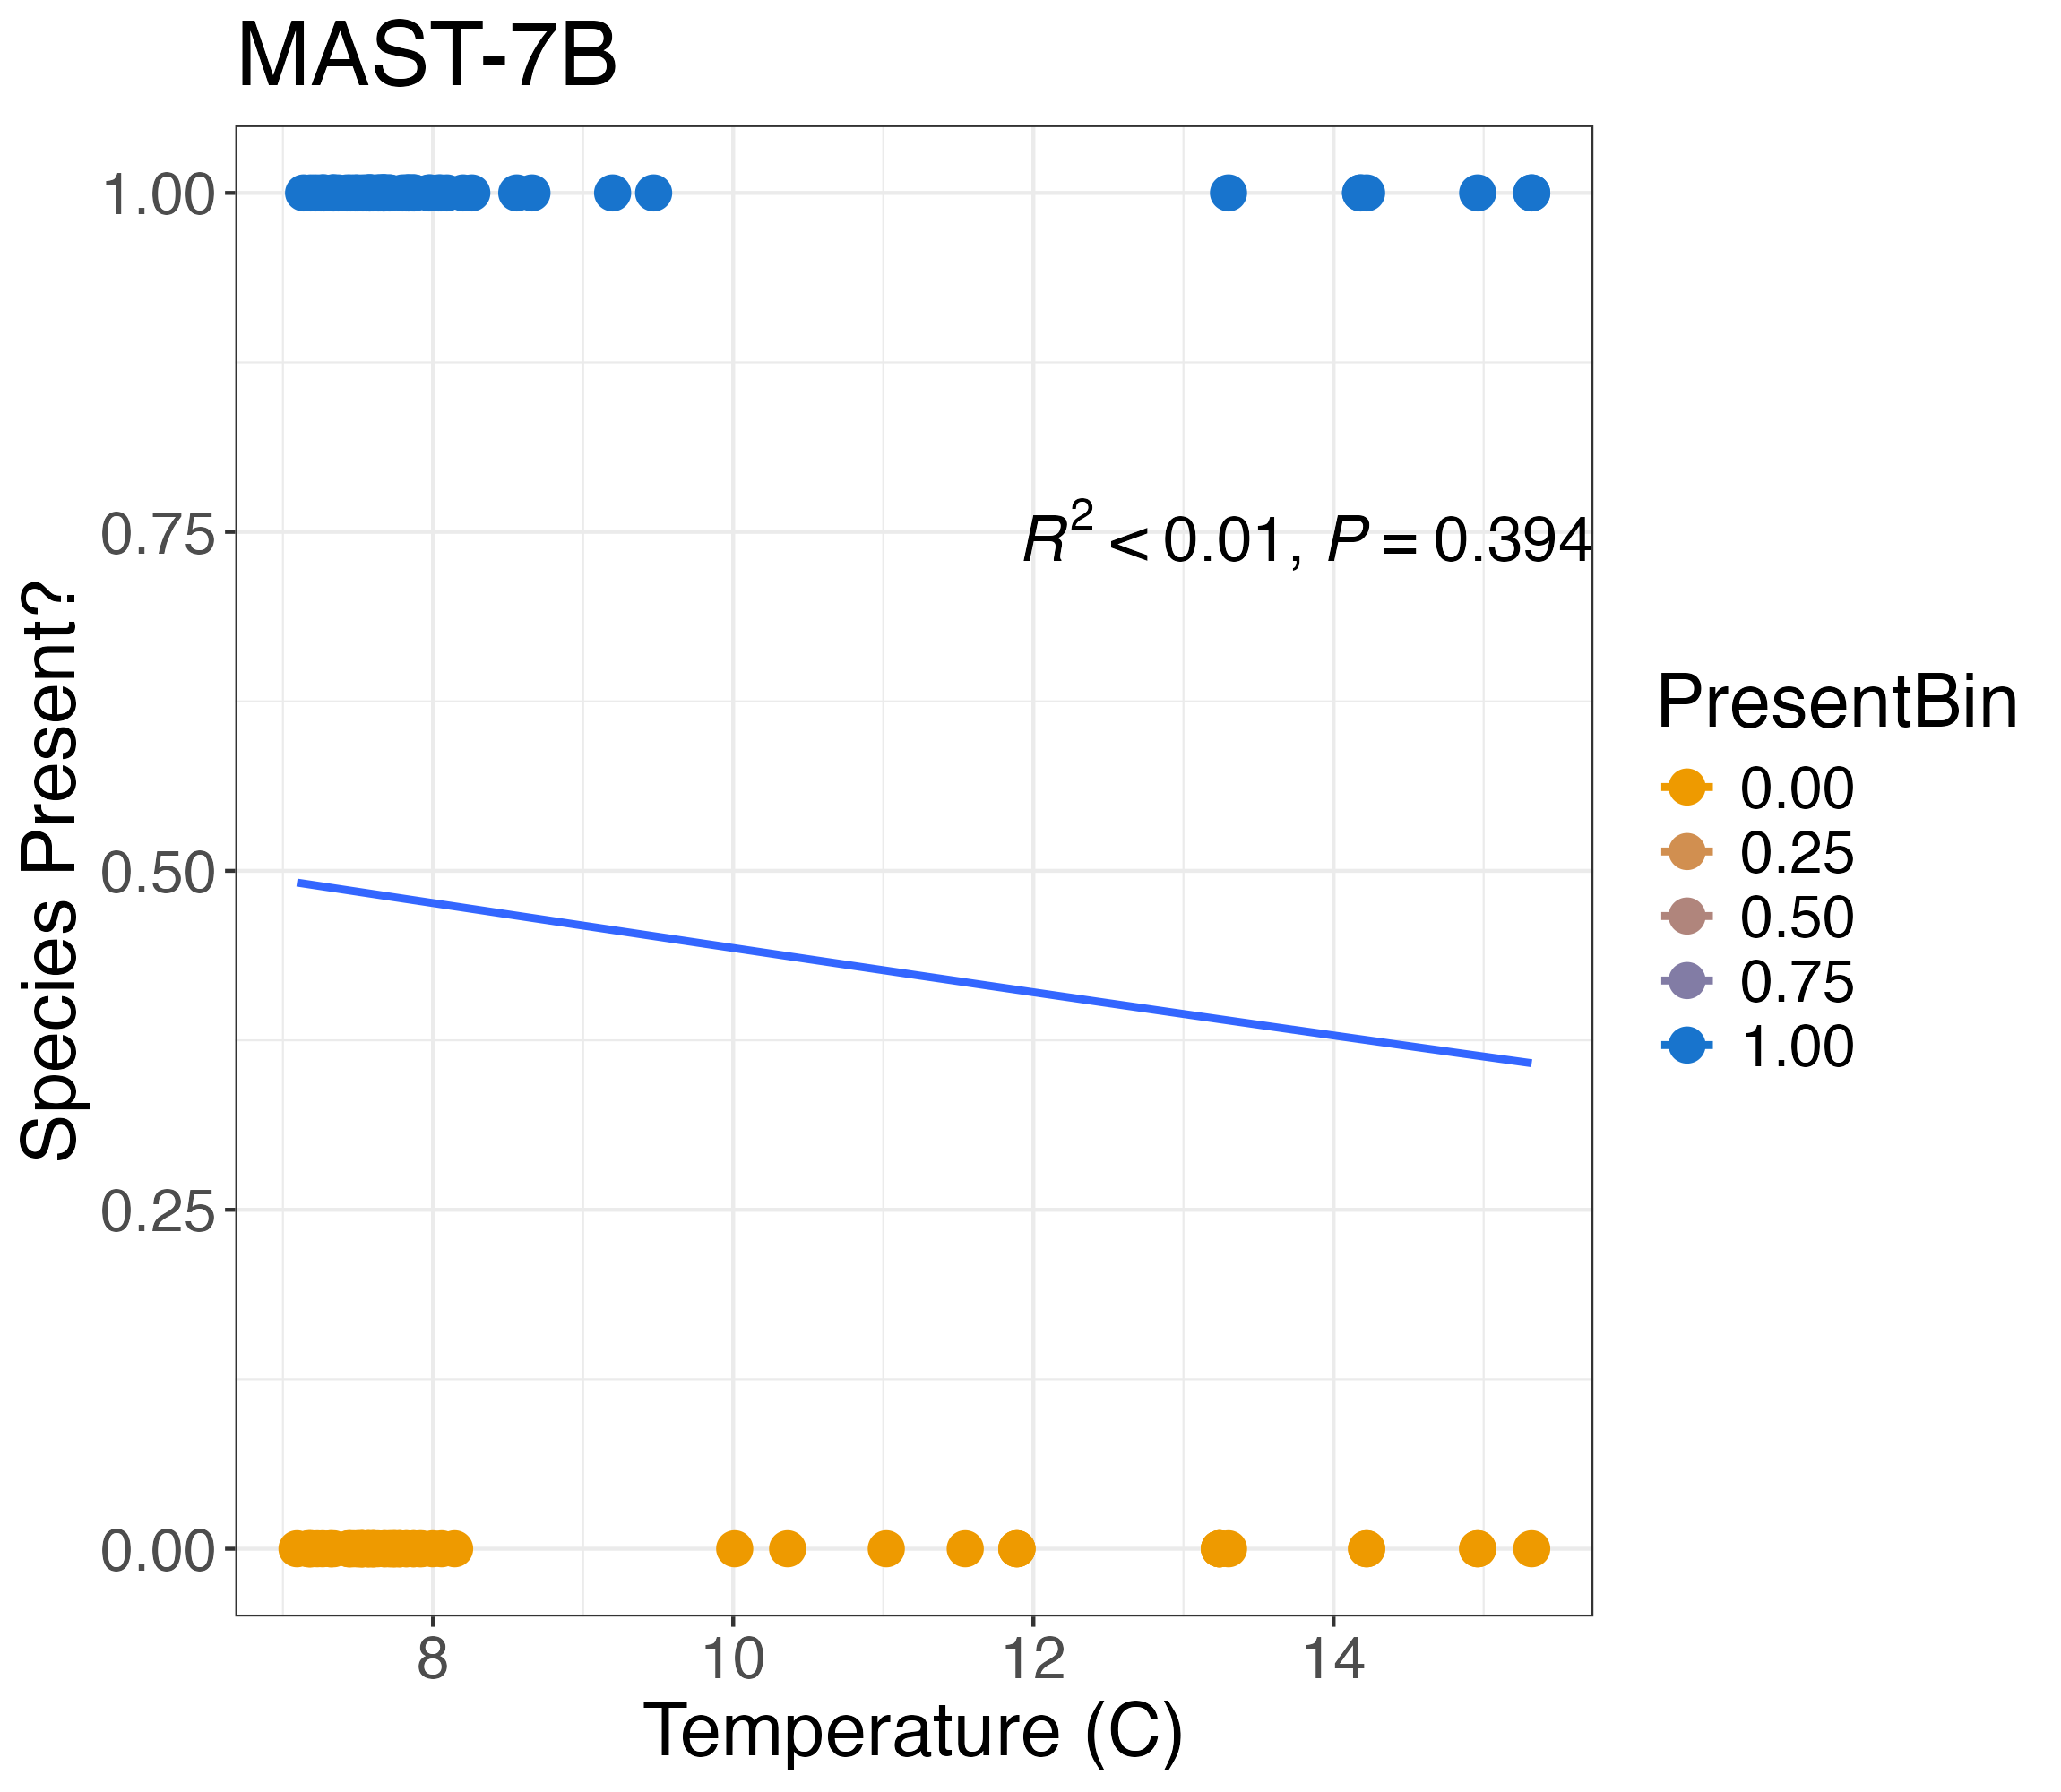 MAST-7B
Species Present?
1.00
0.75
0.50
0.25
0.00
R² < 0.01, P = 0.394
8 10 12 14
Temperature (C)
PresentBin
0.00
0.25
0.50
0.75
1.00